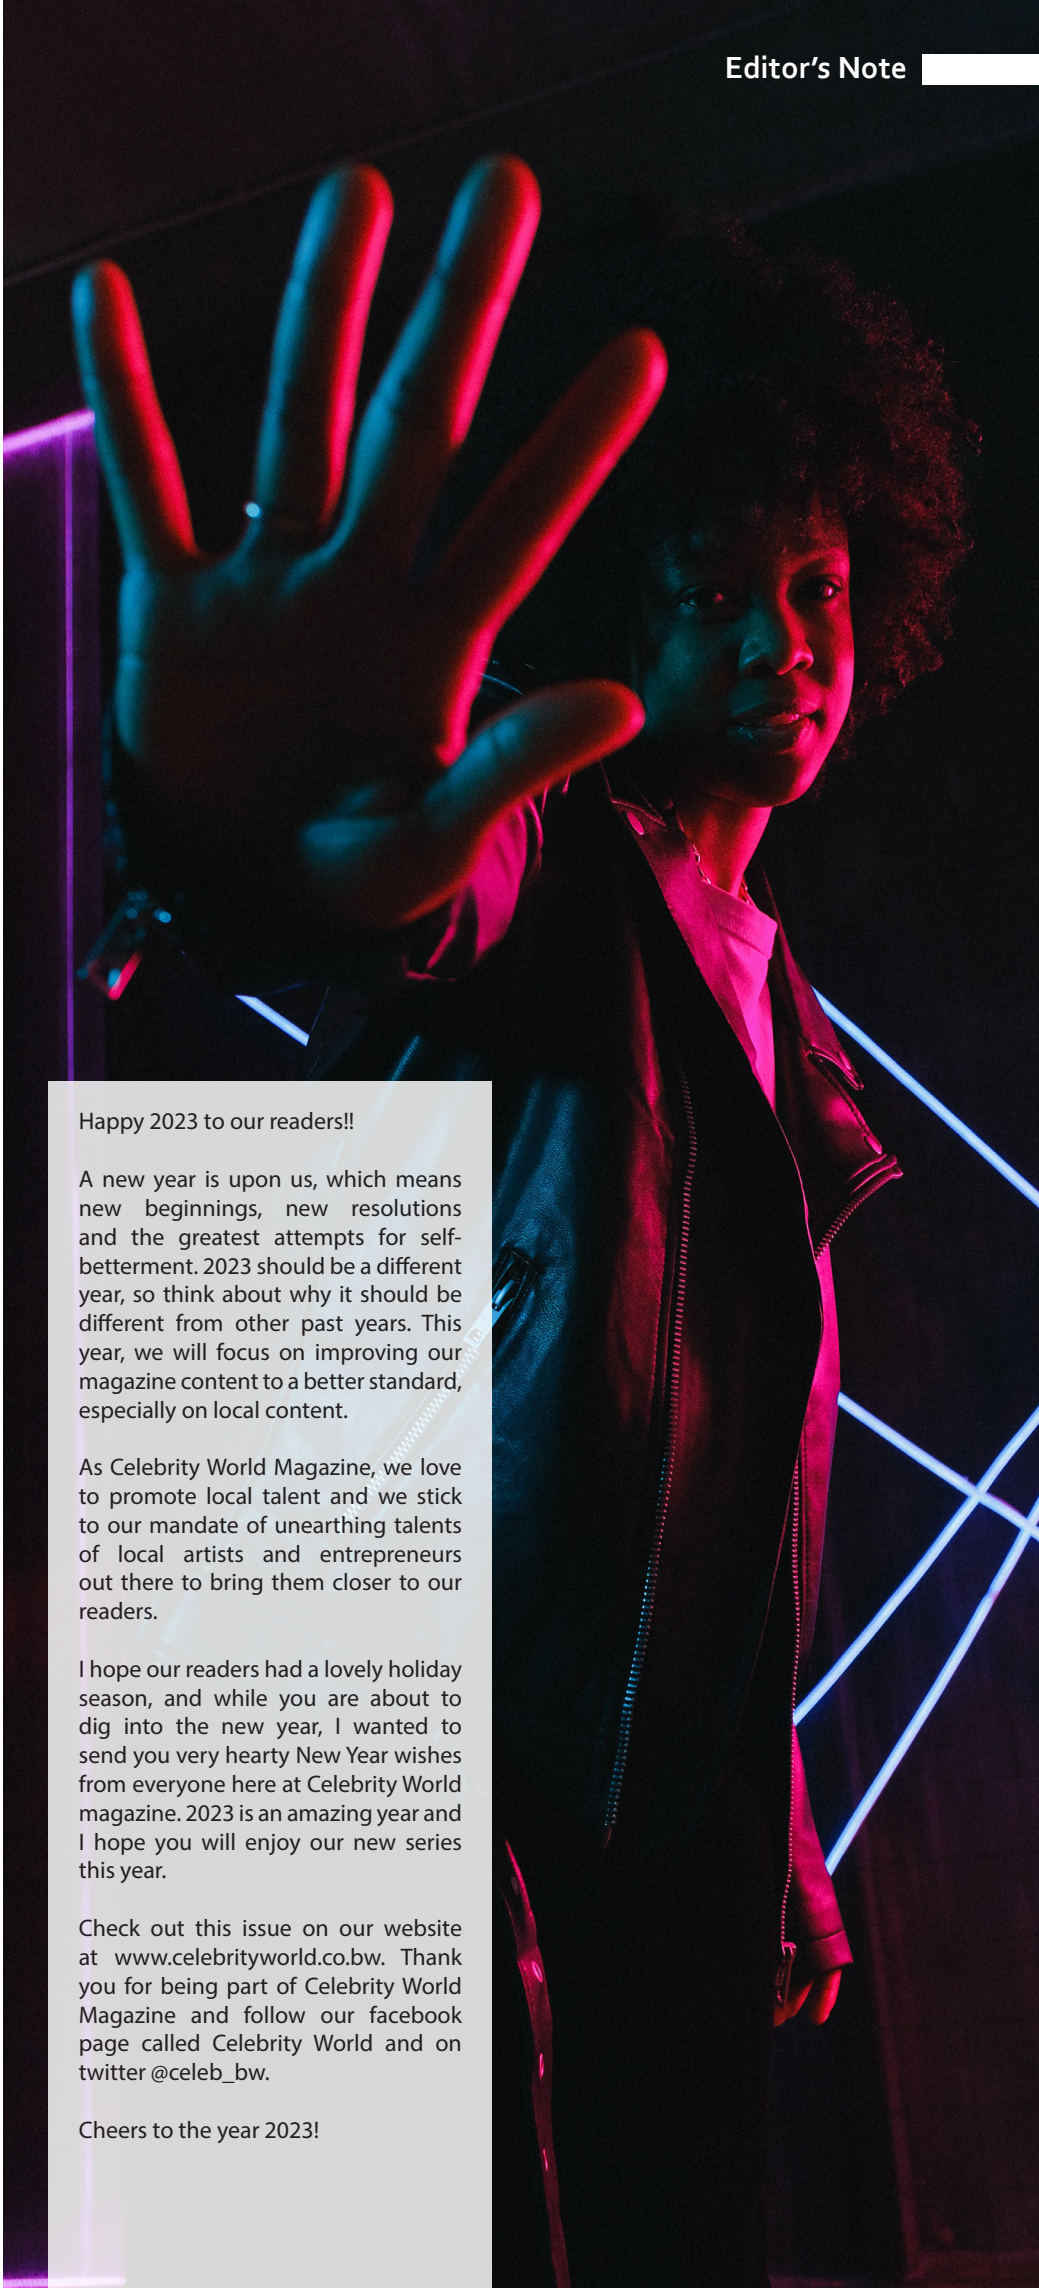 Editor’s Note
Happy 2023 to our readers!!
A new year is upon us, which means
new beginnings, new resolutions
and the greatest attempts for self-
betterment. 2023 should be a different
year, so think about why it should be
different from other past years. This
year, we will focus on improving our
magazine content to a better standard,
especially on local content.
As Celebrity World Magazine, we love
to promote local talent and we stick
to our mandate of unearthing talents
of local artists and entrepreneurs
out there to bring them closer to our
readers.
I hope our readers had a lovely holiday
season, and while you are about to
dig into the new year, I wanted to
send you very hearty New Year wishes
from everyone here at Celebrity World
magazine. 2023 is an amazing year and
I hope you will enjoy our new series
this year.
Check out this issue on our website
at www.celebrityworld.co.bw. Thank
you for being part of Celebrity World
Magazine and follow our facebook
page called Celebrity World and on
twitter @celeb_bw.
Cheers to the year 2023!